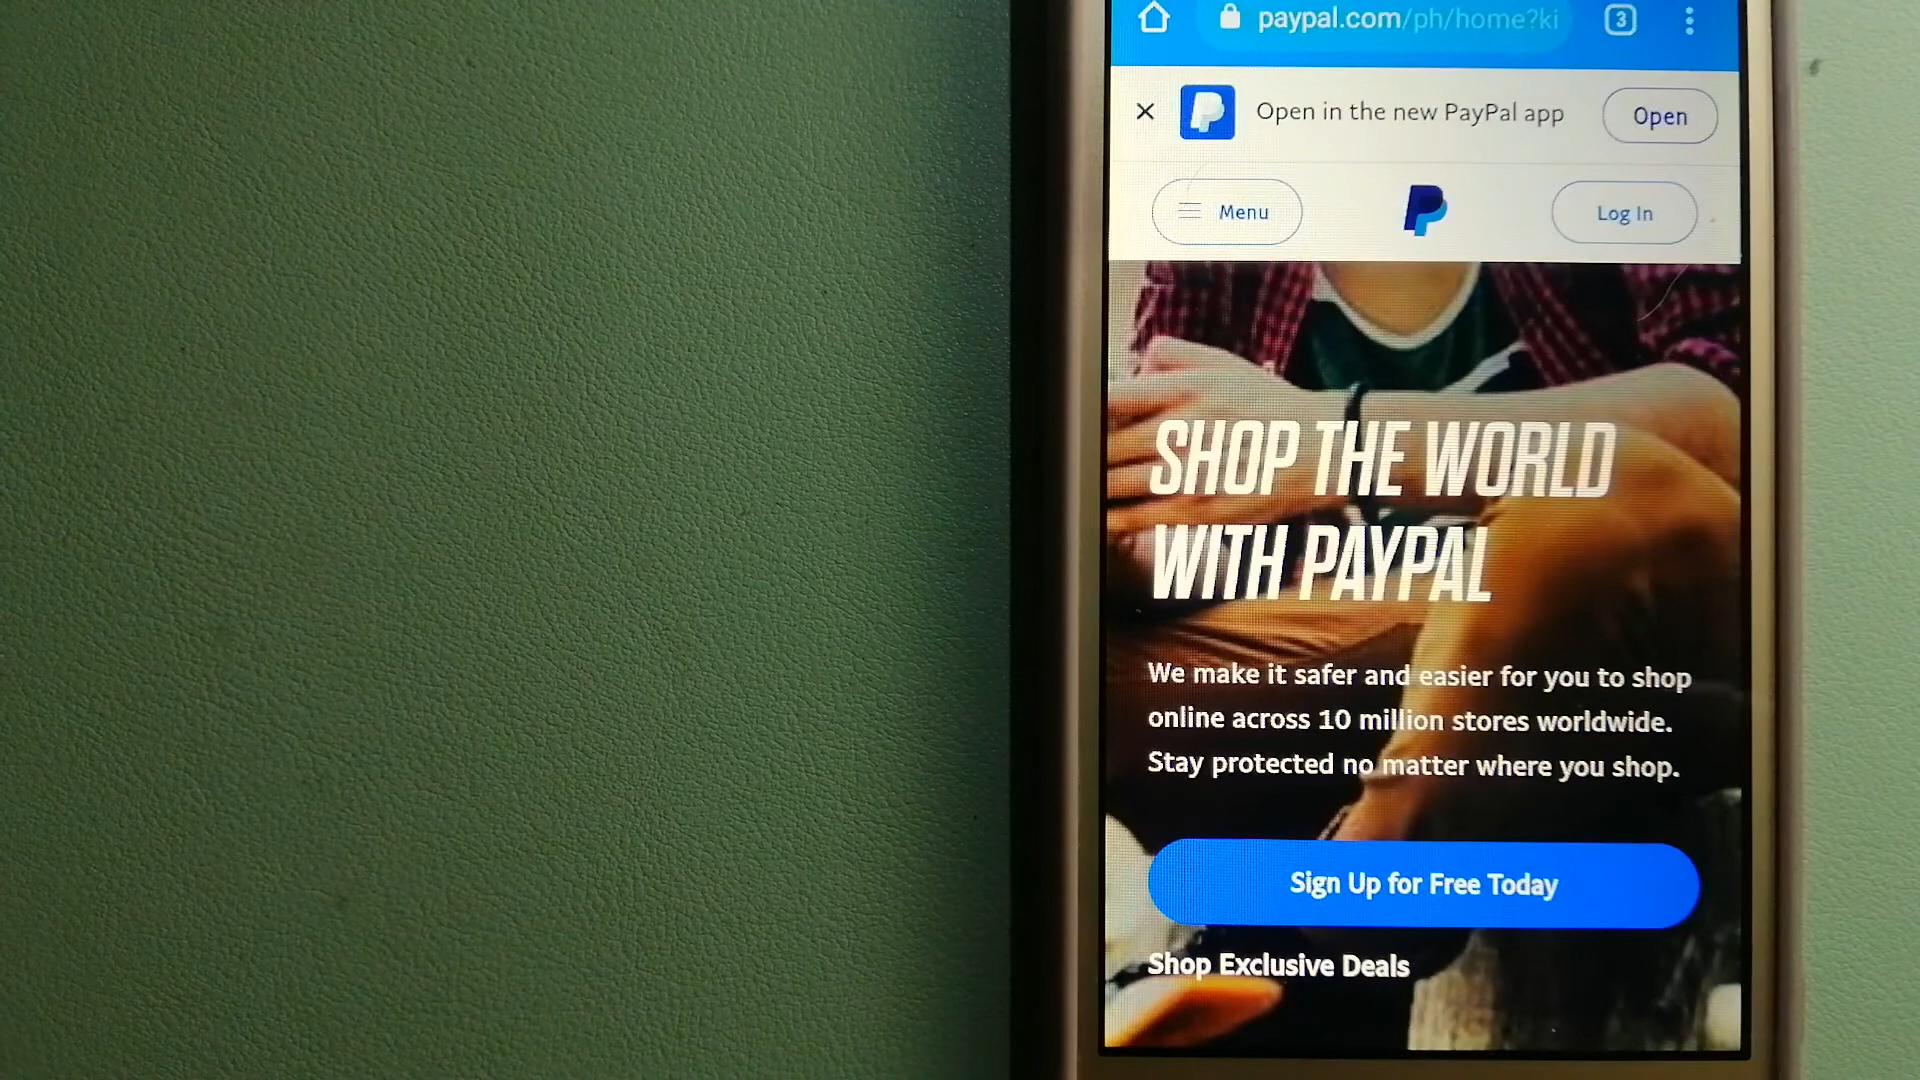 paypal.com/ph/home?ki
3
Open in the new PayPal app
Open
Menu
Log In
SHOP THE WORLD
WITH PAYPAL
We make it safer and easier for you to shop
online across 10 million stores worldwide.
Stay protected no matter where you shop.
Sign Up for Free Today
Shop Exclusive Deals